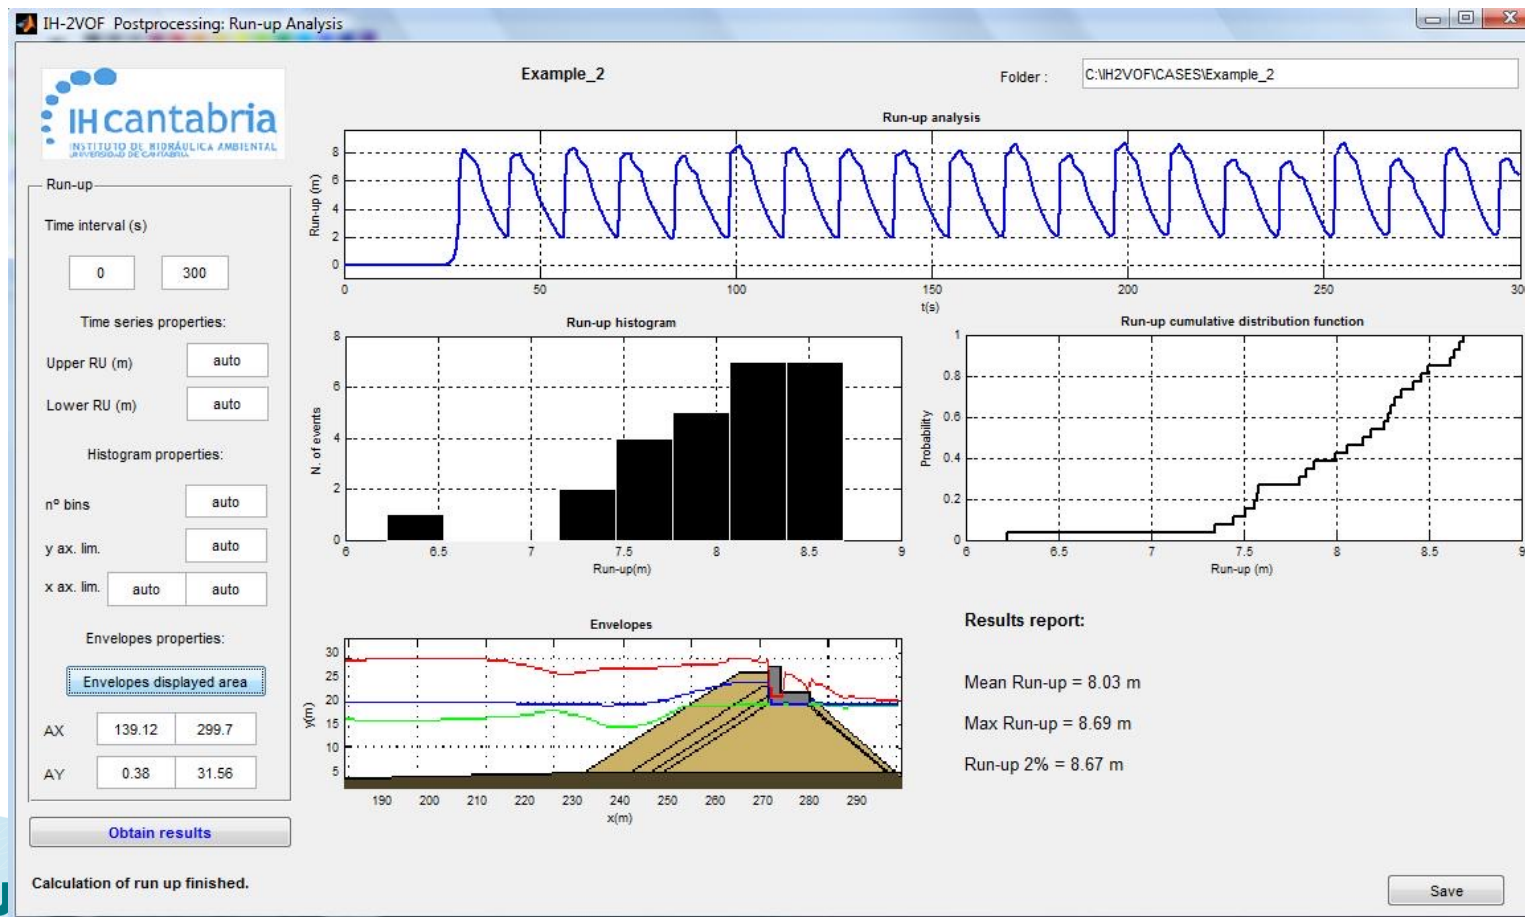 IH-2VOF Postprocessing: Run-up Analysis
IHcantabria
INSTITUTO DE HIDRÁULICA AMBIENTAL
UNIVERSIDAD DE CANTABRIA
Example_2
Folder :
C:\IH2VOF\CASES\Example_2
Run-up
Time interval (s)
0 300
Time series properties:
Upper RU (m) auto
Lower RU (m) auto
Histogram properties:
nº bins auto
y ax. lim. auto
x ax. lim. auto auto
Envelopes properties:
Envelopes displayed area
AX 139.12 299.7
AY 0.38 31.56
Obtain results
Calculation of run up finished.
Run-up analysis
Run-up (m)
8
6
4
2
0
0 50 100 150 200 250 30
t(s)
Run-up histogram
N. of events
8
6
4
2
0
6 6.5 7 7.5 8 8.5 9
Run-up(m)
Run-up cumulative distribution function
Probability
1
0.8
0.6
0.4
0.2
0
6 6.5 7 7.5 8 8.5 9
Run-up (m)
Envelopes
y(m)
30
25
20
15
10
5
190 200 210 220 230 240 250 260 270 280 290
x(m)
Results report:
Mean Run-up = 8.03 m
Max Run-up = 8.69 m
Run-up 2% = 8.67 m
Save